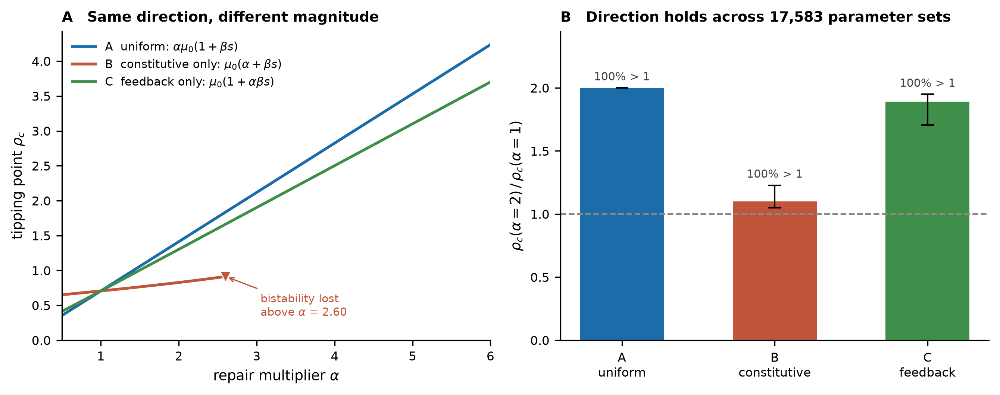 A Same direction, different magnitude
A uniform: αμ₀(1 + βs)
B constitutive only: μ₀(α + βs)
C feedback only: μ₀(1 + αβs)
4.0
3.5
3.0
2.5
2.0
1.5
1.0
0.5
0.0
tipping point ρc
bistability lost
above α = 2.60
1 2 3 4 5 6
repair multiplier α
B Direction holds across 17,583 parameter sets
2.0
1.5
1.0
0.5
0.0
ρc(α = 2) / ρc(α = 1)
100% > 1
100% > 1
100% > 1
A B C
uniform constitutive feedback